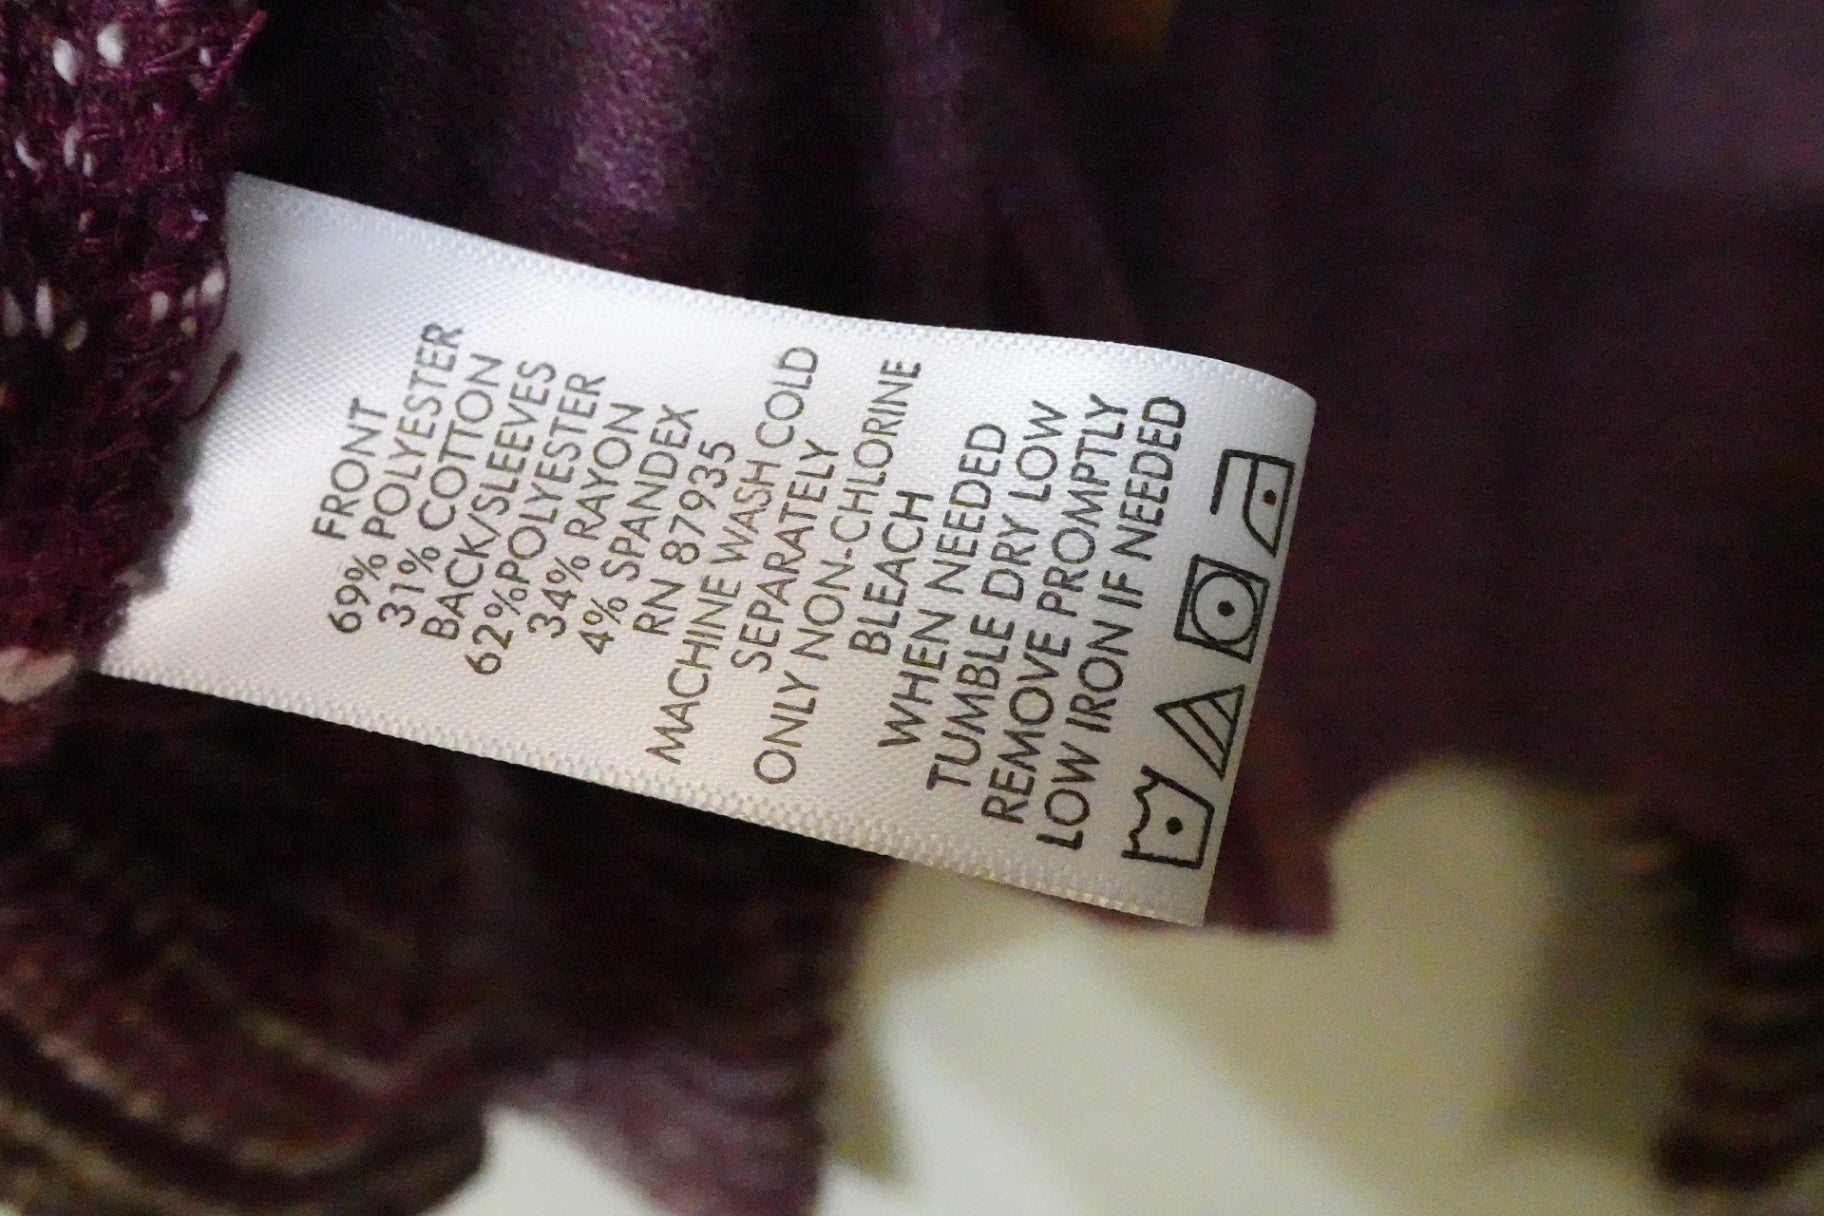 FRONT
69% POLYESTER
31% COTTON
BACK/SLEEVES
62%POLYESTER
34% RAYON
4% SPANDEX
RN 87935
MACHINE WASH COLD
SEPARATELY
ONLY NON-CHLORINE
BLEACH
WHEN NEEDED
TUMBLE DRY LOW
REMOVE PROMPTLY
LOW IRON IF NEEDED